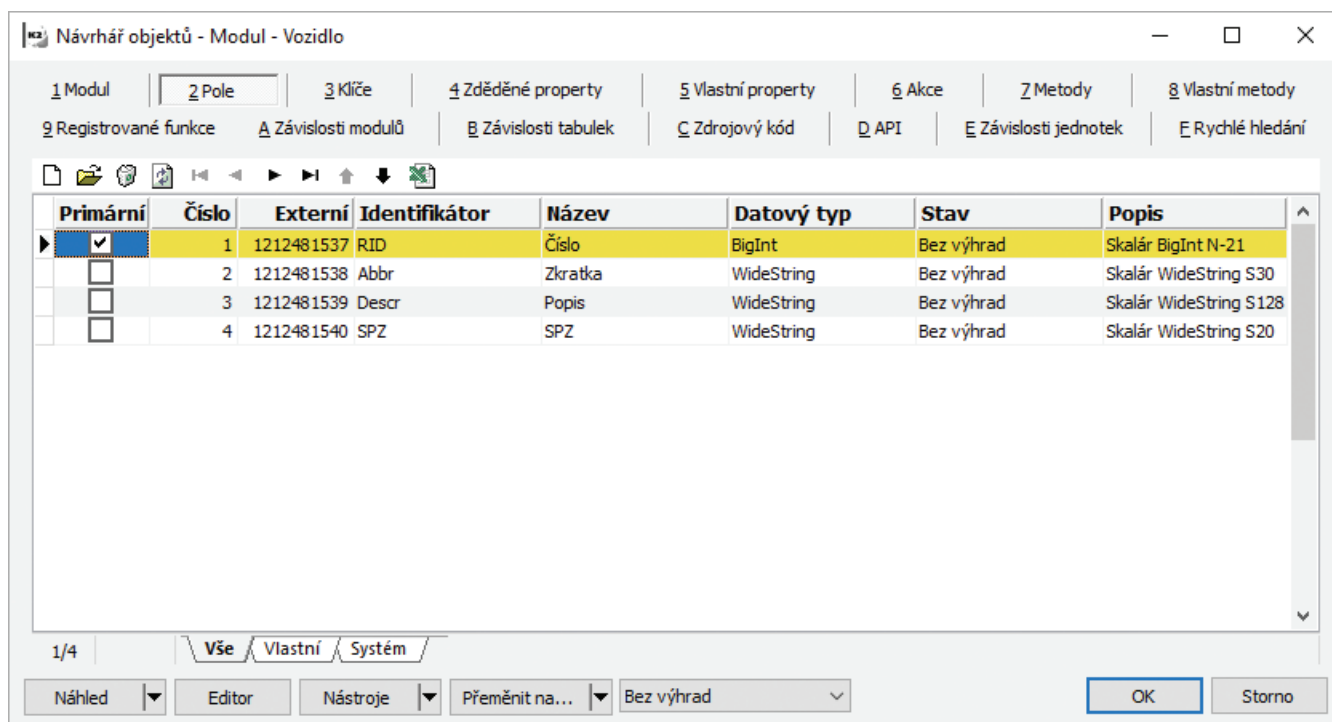 K2 Návrhář objektů - Modul - Vozidlo
1 Modul 2 Pole 3 Klíče 4 Zděděné property 5 Vlastní property 6 Akce 7 Metody 8 Vlastní metody
9 Registrované funkce A Závislosti modulů B Závislosti tabulek C Zdrojový kód D API E Závislosti jednotek F Rychlé hledání
Primární Číslo Externí Identifikátor Název Datový typ Stav Popis
1 1212481537 RID Číslo BigInt Bez výhrad Skalár BigInt N-21
2 1212481538 Abbr Zkratka WideString Bez výhrad Skalár WideString S30
3 1212481539 Descr Popis WideString Bez výhrad Skalár WideString S128
4 1212481540 SPZ SPZ WideString Bez výhrad Skalár WideString S20
1/4 Vše Vlastní Systém
Náhled Editor Nástroje Přeměnit na... Bez výhrad OK Storno